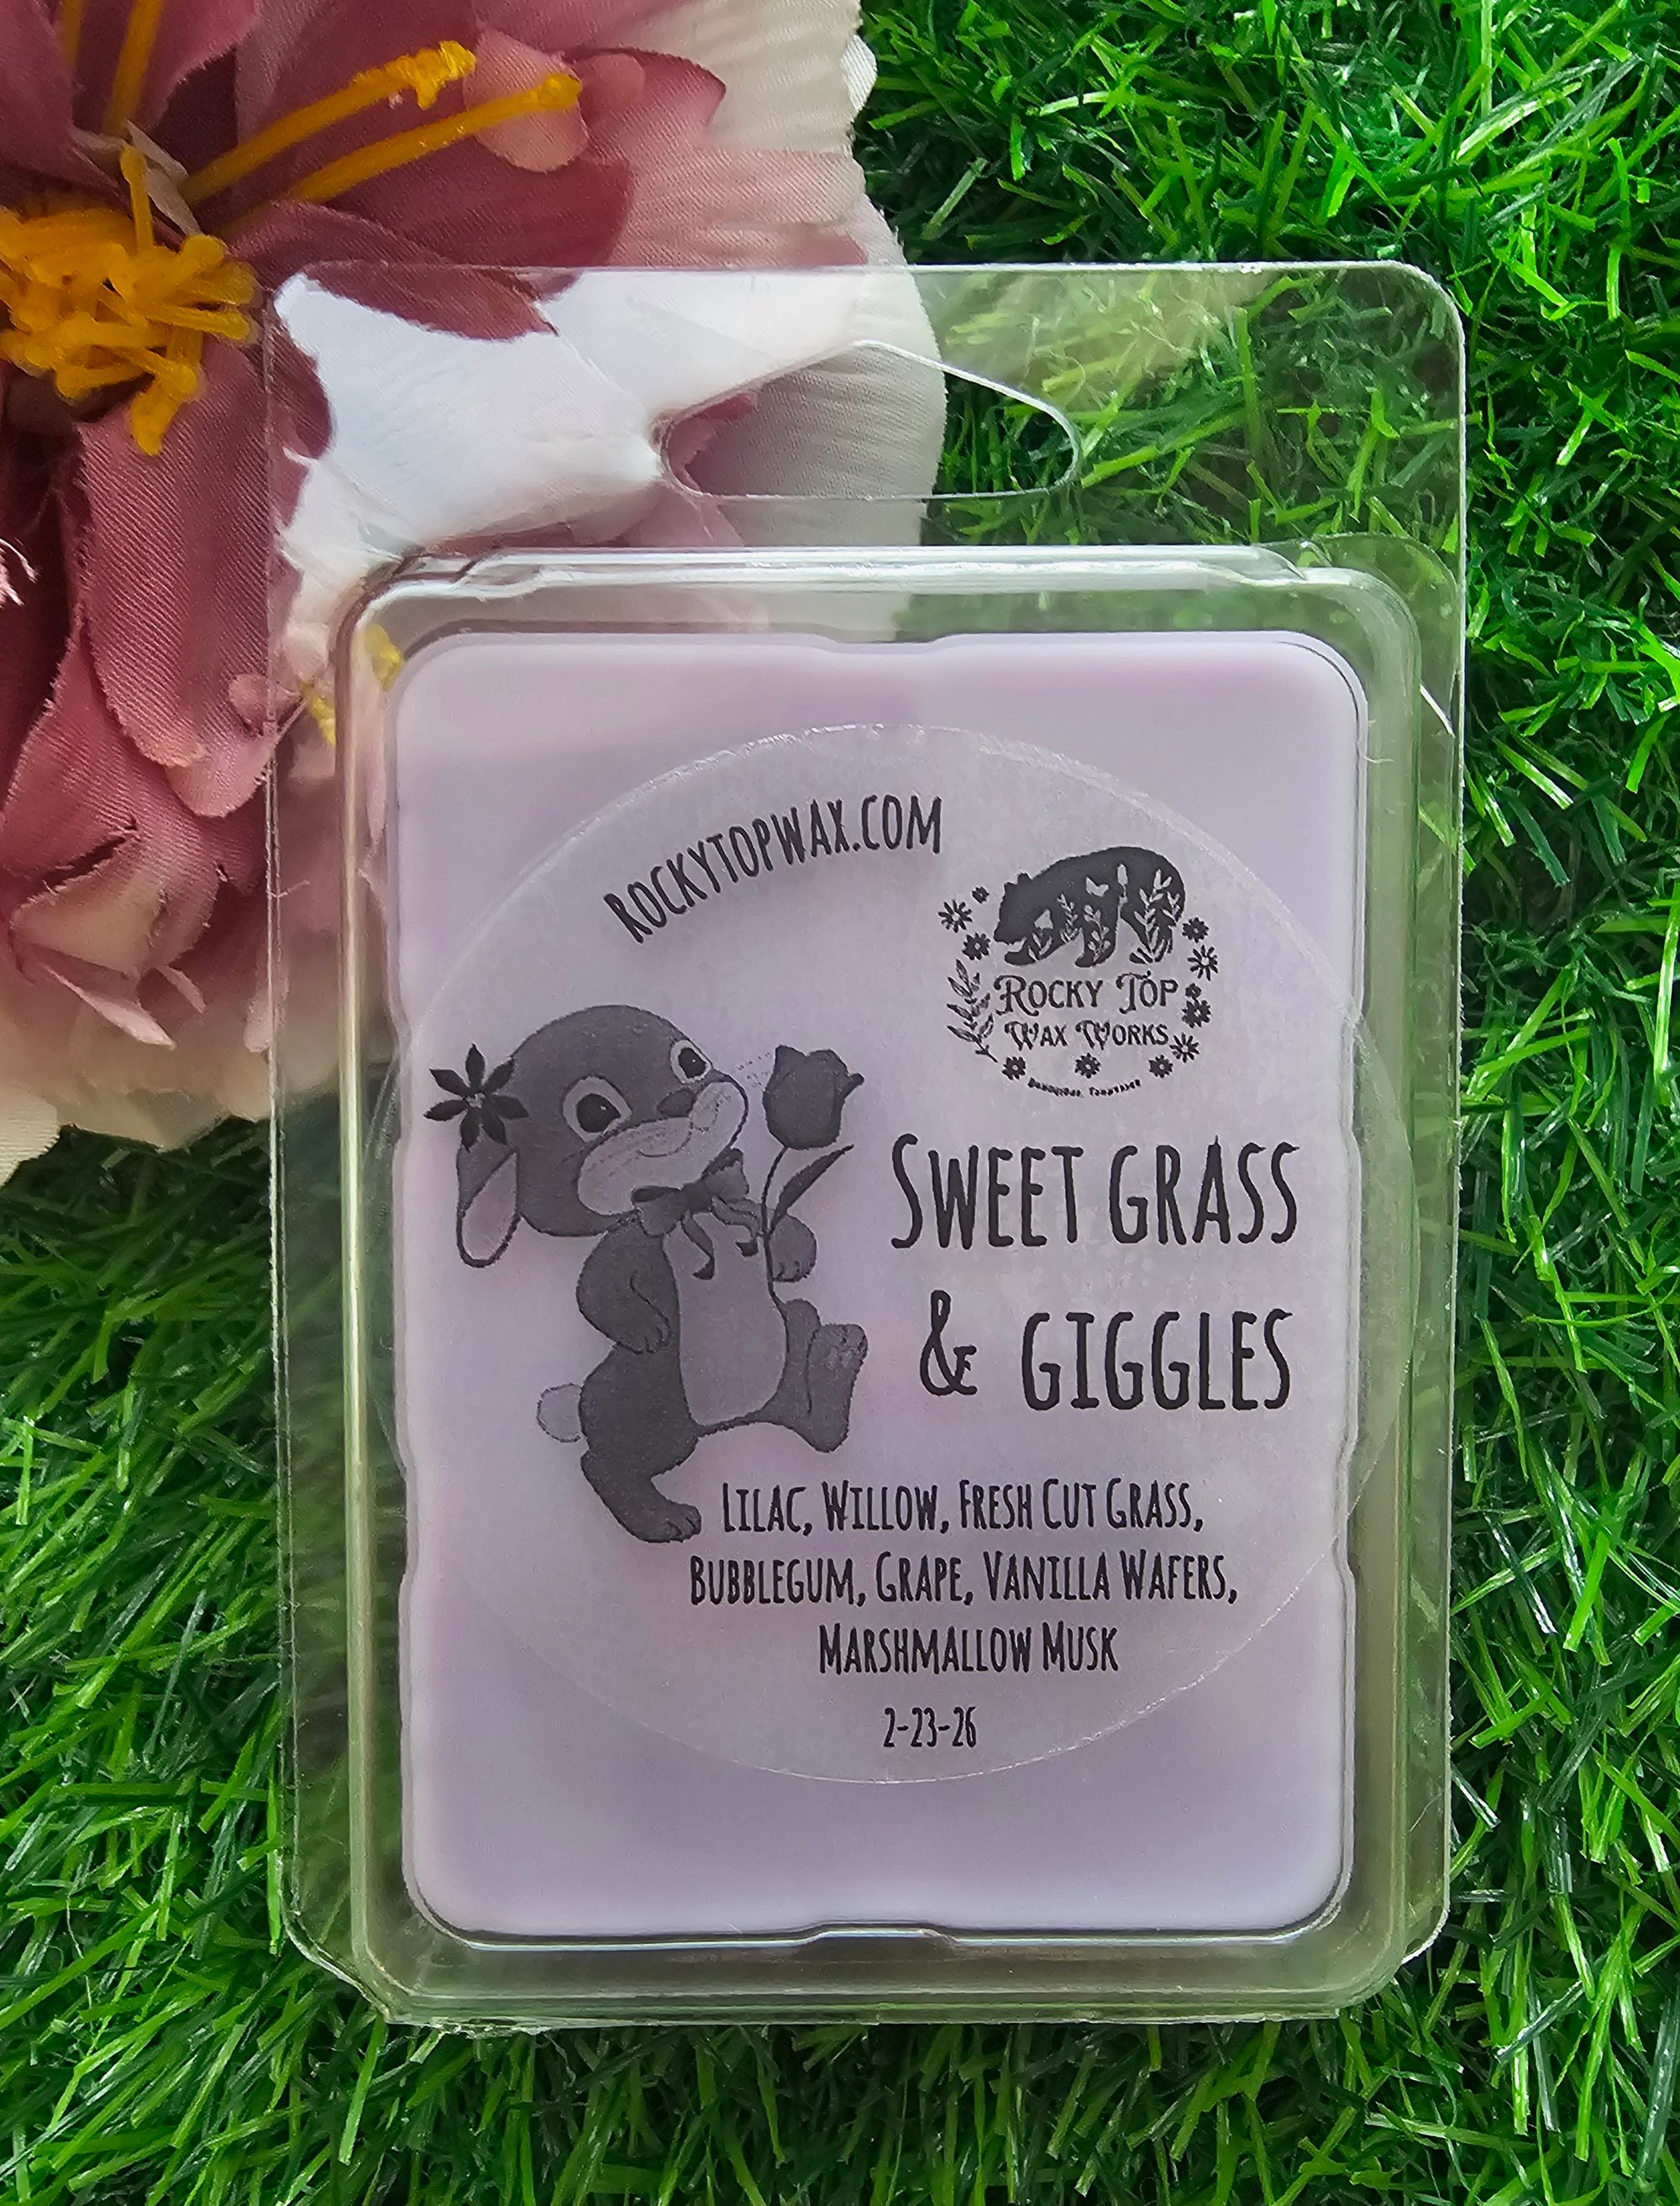 ROCKYTOPWAX.COM
ROCKY TOP
WAX WORKS
SWEET GRASS
& GIGGLES
LILAC, WILLOW, FRESH CUT GRASS,
BUBBLEGUM, GRAPE, VANILLA WAFERS,
MARSHMALLOW MUSK
2-23-26